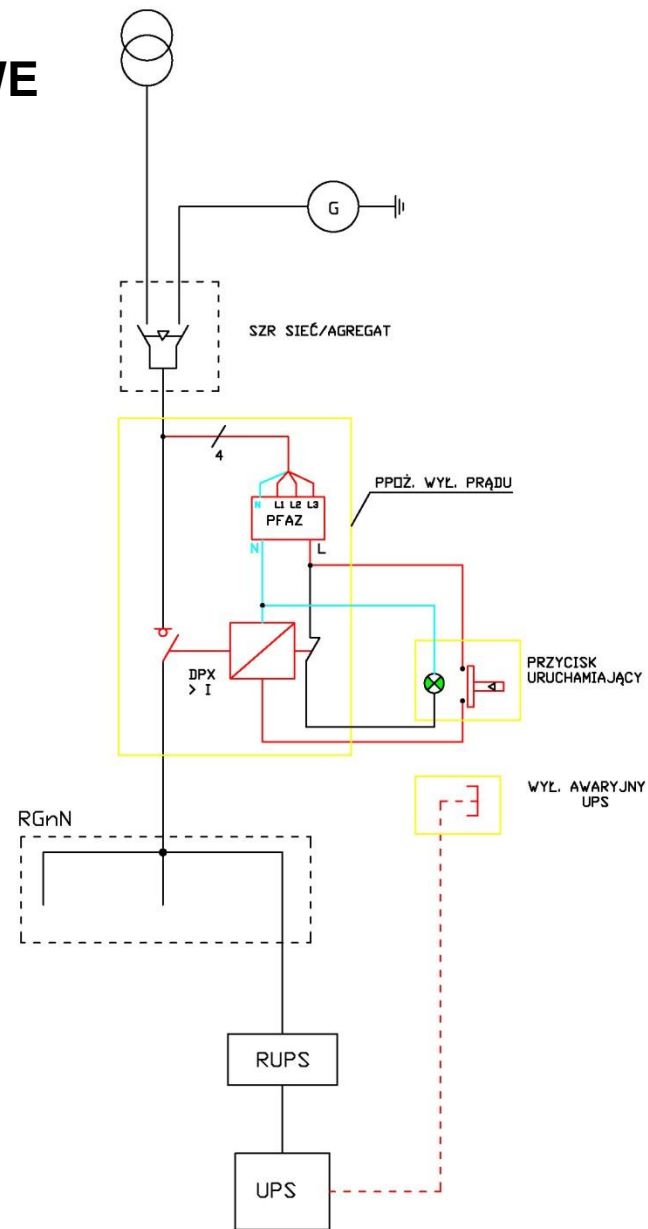 WE
G
SZR SIEĆ/AGREGAT
4
PPOŻ. WYŁ. PRĄDU
N L1 L2 L3
PFAZ
N L
DPX
> I
PRZYCISK
URUCHAMIAJĄCY
WYŁ. AWARYJNY
UPS
RGnN
RUPS
UPS